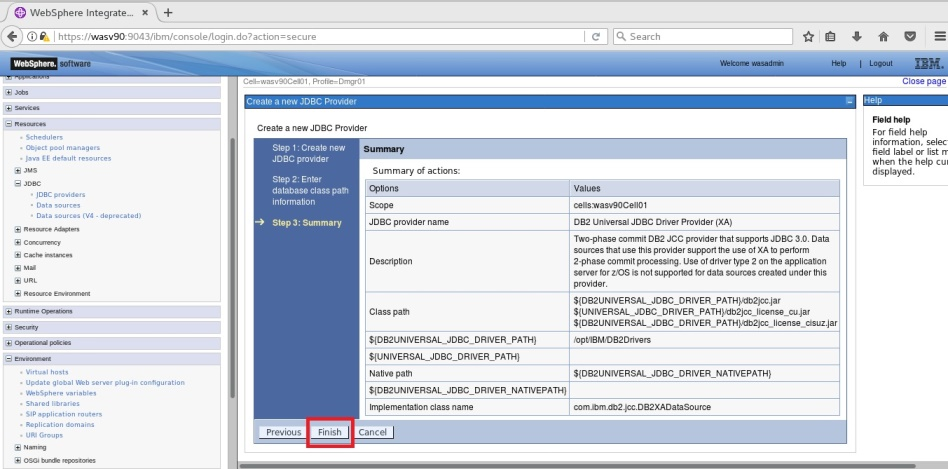 WebSphere Integrate...
https://wasv90:9043/ibm/console/login.do?action=secure
Search
WebSphere. software
Welcome wasadmin
Help
Logout
IBM.
Cell=wasv90Cell01, Profile=Dmgr01
Close page
Applications
Jobs
Services
Resources
Schedulers
Object pool managers
Java EE default resources
JMS
JDBC
JDBC providers
Data sources
Data sources (V4 - deprecated)
Resource Adapters
Concurrency
Cache instances
Mail
URL
Resource Environment
Runtime Operations
Security
Operational policies
Environment
Virtual hosts
Update global Web server plug-in configuration
WebSphere variables
Shared libraries
SIP application routers
Replication domains
URI Groups
Naming
OSGi bundle repositories
Create a new JDBC Provider
Create a new JDBC Provider
Step 1: Create new
JDBC provider
Step 2: Enter
database class path
information
Step 3: Summary
Summary
Summary of actions:
Options Values
Scope cells:wasv90Cell01
JDBC provider name DB2 Universal JDBC Driver Provider (XA)
Description
Two-phase commit DB2 JCC provider that supports JDBC 3.0. Data
sources that use this provider support the use of XA to perform
2-phase commit processing. Use of driver type 2 on the application
server for z/OS is not supported for data sources created under this
provider.
Class path
${DB2UNIVERSAL_JDBC_DRIVER_PATH}/db2jcc.jar
${UNIVERSAL_JDBC_DRIVER_PATH}/db2jcc_license_cu.jar
${DB2UNIVERSAL_JDBC_DRIVER_PATH}/db2jcc_license_cisuz.jar
${DB2UNIVERSAL_JDBC_DRIVER_PATH} /opt/IBM/DB2Drivers
${UNIVERSAL_JDBC_DRIVER_PATH}
Native path ${DB2UNIVERSAL_JDBC_DRIVER_NATIVEPATH}
${DB2UNIVERSAL_JDBC_DRIVER_NATIVEPATH}
Implementation class name com.ibm.db2.jcc.DB2XADataSource
Previous Finish Cancel
Help
Field help
For field help
information, selec
field label or list m
when the help cu
displayed.